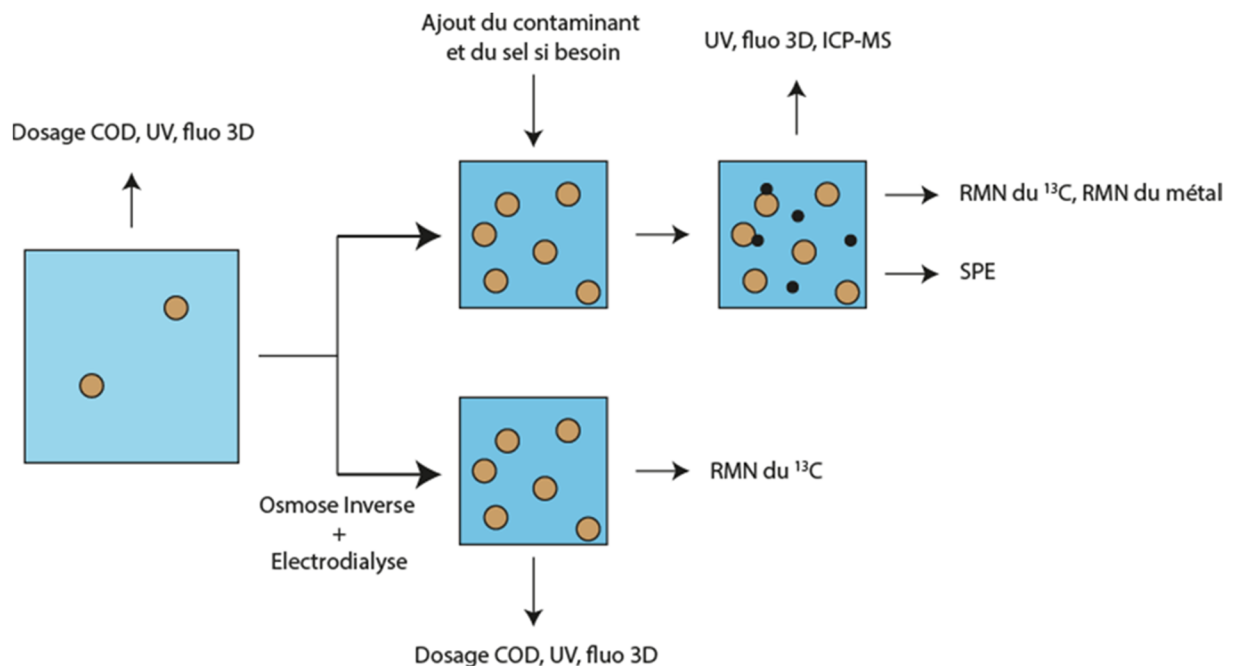 Ajout du contaminant
et du sel si besoin
UV, fluo 3D, ICP-MS
Dosage COD, UV, fluo 3D
RMN du ¹³C, RMN du métal
SPE
RMN du ¹³C
Osmose Inverse
+
Electrodialyse
Dosage COD, UV, fluo 3D